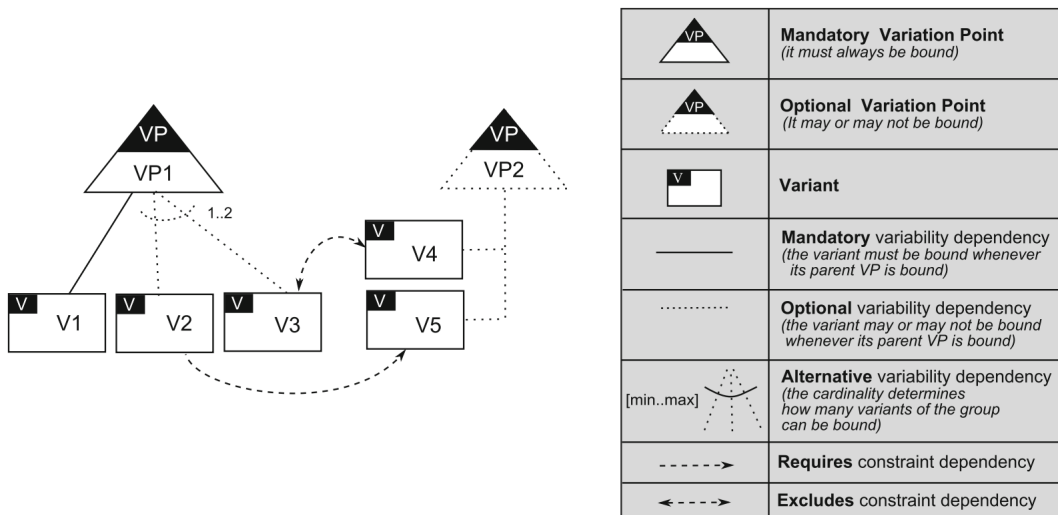 VP
VP1
1..2
VP
VP2
V
V4
V
V1
V
V2
V
V3
V
V5
VP
Mandatory Variation Point
(it must always be bound)
VP
Optional Variation Point
(It may or may not be bound)
V
Variant
Mandatory variability dependency
(the variant must be bound whenever
its parent VP is bound)
Optional variability dependency
(the variant may or may not be bound
whenever its parent VP is bound)
[min..max]
Alternative variability dependency
(the cardinality determines
how many variants of the group
can be bound)
Requires constraint dependency
Excludes constraint dependency